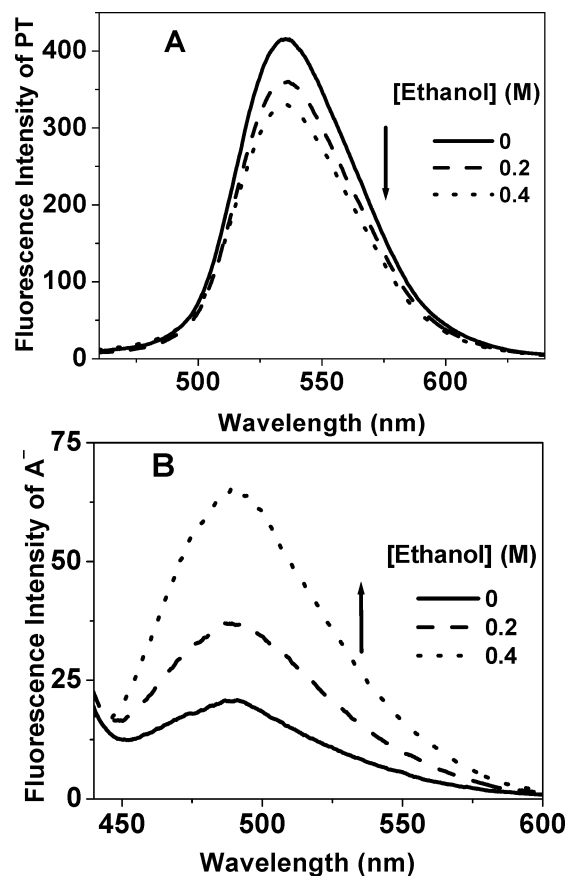 A
Fluorescence Intensity of PT
400
300
200
100
0
[Ethanol] (M)
0
0.2
0.4
500
550
600
Wavelength (nm)
B
Fluorescence Intensity of A⁻
75
50
25
0
[Ethanol] (M)
0
0.2
0.4
450
500
550
600
Wavelength (nm)